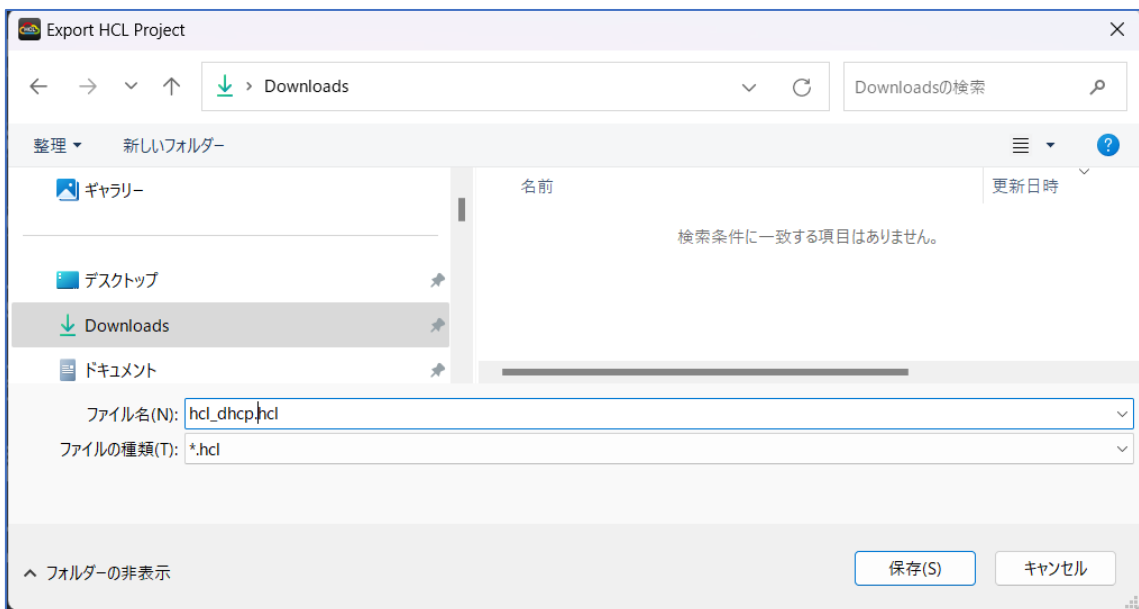 Export HCL Project
Downloads
Downloadsの検索
整理
新しいフォルダー
?
ギャラリー
名前
更新日時
検索条件に一致する項目はありません。
デスクトップ
Downloads
ドキュメント
ファイル名(N): hcl_dhcp.hcl
ファイルの種類(T): *.hcl
フォルダーの非表示
保存(S)
キャンセル